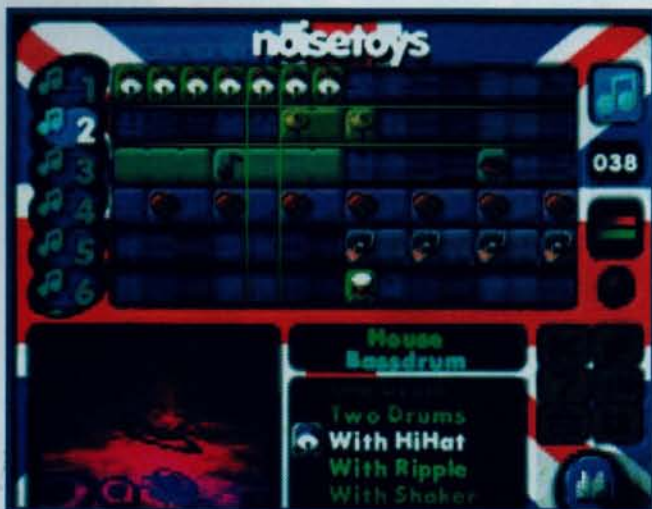 noisetoys
1
2
3
038
4
5
6
House
Bassdrum
Two Drums
With HiHat
With Ripple
With Shaker